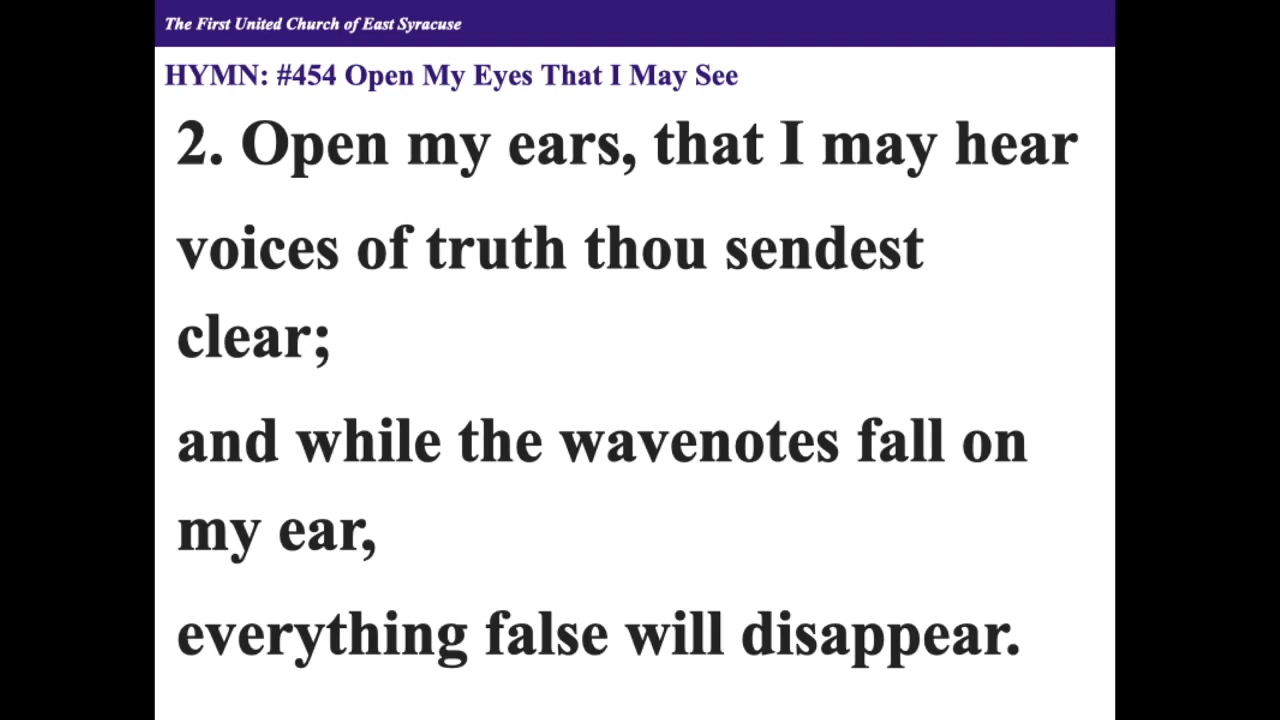 The First United Church of East Syracuse
HYMN: #454 Open My Eyes That I May See
2. Open my ears, that I may hear
voices of truth thou sendest
clear;
and while the wavenotes fall on
my ear,
everything false will disappear.